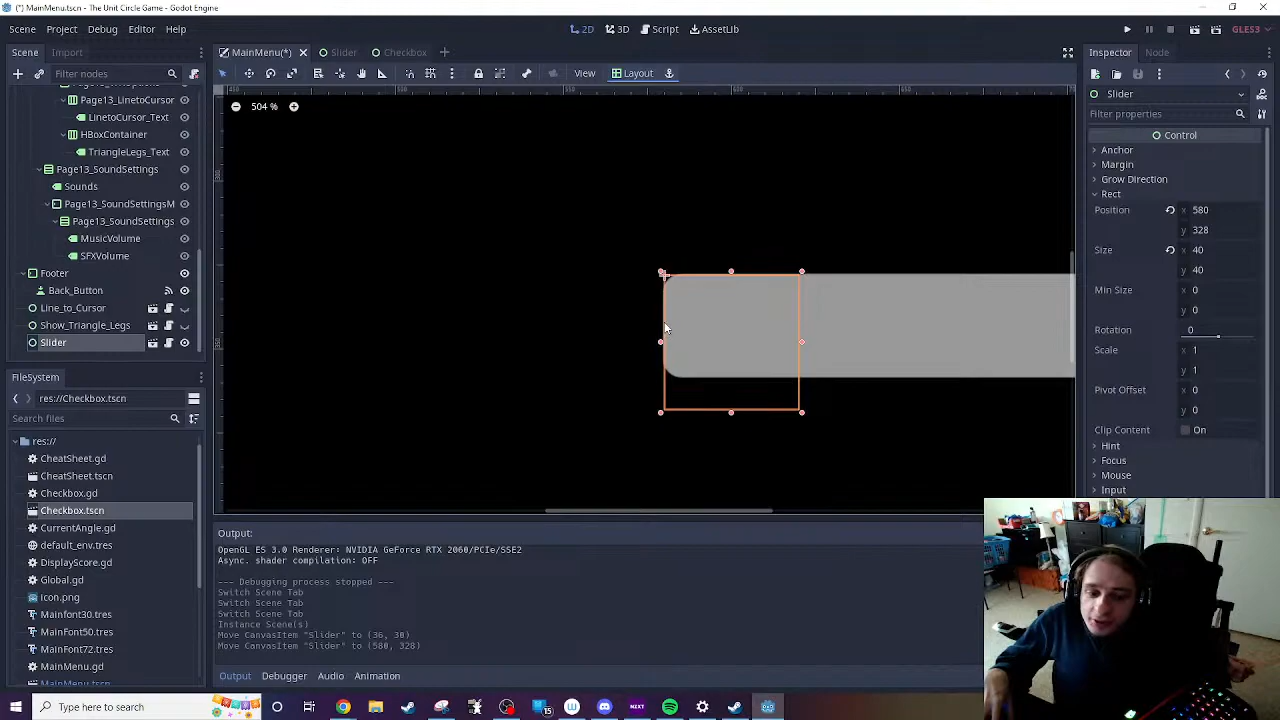 (*) MainMenu.tscn - The Unit Circle Game - Godot Engine
Scene Project Debug Editor Help
2D 3D Script AssetLib
GLES3
Scene Import
MainMenu(*) Slider Checkbox
Inspector Node
Filter nodes
View Layout
Page13_LinetoCursor
LinetoCursor_Text
HBoxContainer
TriangleLegs_Text
Page13_SoundSettings
Sounds
Page13_SoundSettingsM
Page13_SoundSettings
MusicVolume
SFXVolume
Footer
Back_Button
Line_to_Cursor
Show_Triangle_Legs
Slider
504 %
Slider
Filter properties
Control
Anchor
Margin
Grow Direction
Rect
Position x 580
y 328
Size x 40
y 40
Min Size x 0
y 0
Rotation 0
Scale x 1
y 1
Pivot Offset x 0
y 0
Clip Content On
Hint
Focus
Mouse
Input
FileSystem
res://Checkbox.tscn
Search files
res://
CheatSheet.gd
CheatSheet.tscn
Checkbox.gd
Checkbox.tscn
CurrentAngle.gd
default_env.tres
DisplayScore.gd
Global.gd
Icon.png
MainFont30.tres
MainFont50.tres
MainFont72.tres
MainMenu.gd
MainMenu.tscn
Output:
OpenGL ES 3.0 Renderer: NVIDIA GeForce RTX 2060/PCIe/SSE2
Async. shader compilation: OFF
--- Debugging process stopped ---
Switch Scene Tab
Switch Scene Tab
Switch Scene Tab
Instance Scene(s)
Move CanvasItem "Slider" to (36, 30)
Move CanvasItem "Slider" to (580, 328)
Output Debugger Audio Animation
Type here to search
15
NXT